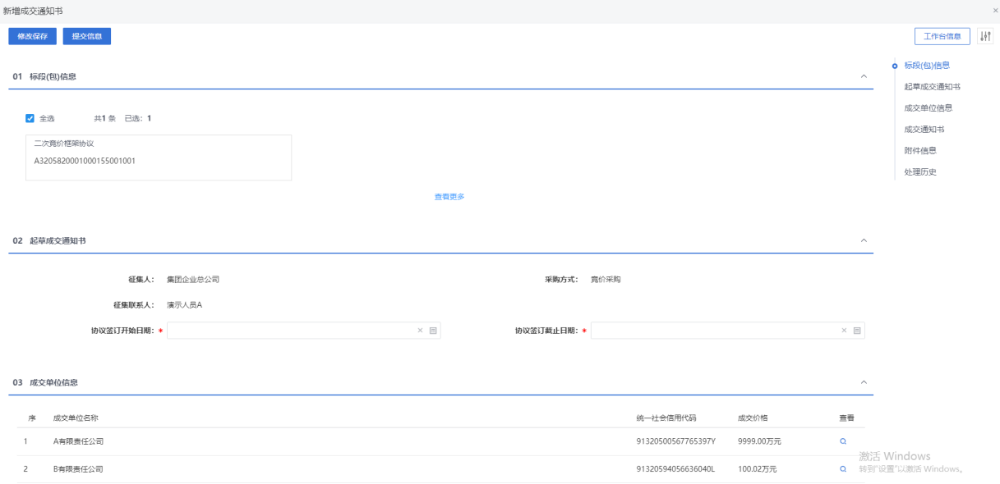 新增成交通知书
修改保存 提交信息 工作台信息
01 标段(包)信息
标段(包)信息
起草成交通知书
成交单位信息
成交通知书
附件信息
处理历史
全选 共1 条 已选：1
二次竞价框架协议
A3205820001000155001001
查看更多
02 起草成交通知书
征集人： 集团企业总公司 采购方式： 竞价采购
征集联系人： 演示人员A
协议签订开始日期：* 协议签订截止日期：*
03 成交单位信息
序 成交单位名称 统一社会信用代码 成交价格 查看
1 A有限责任公司 91320500567765397Y 9999.00万元
2 B有限责任公司 91320594056636040L 100.02万元
激活 Windows
转到"设置"以激活 Windows。